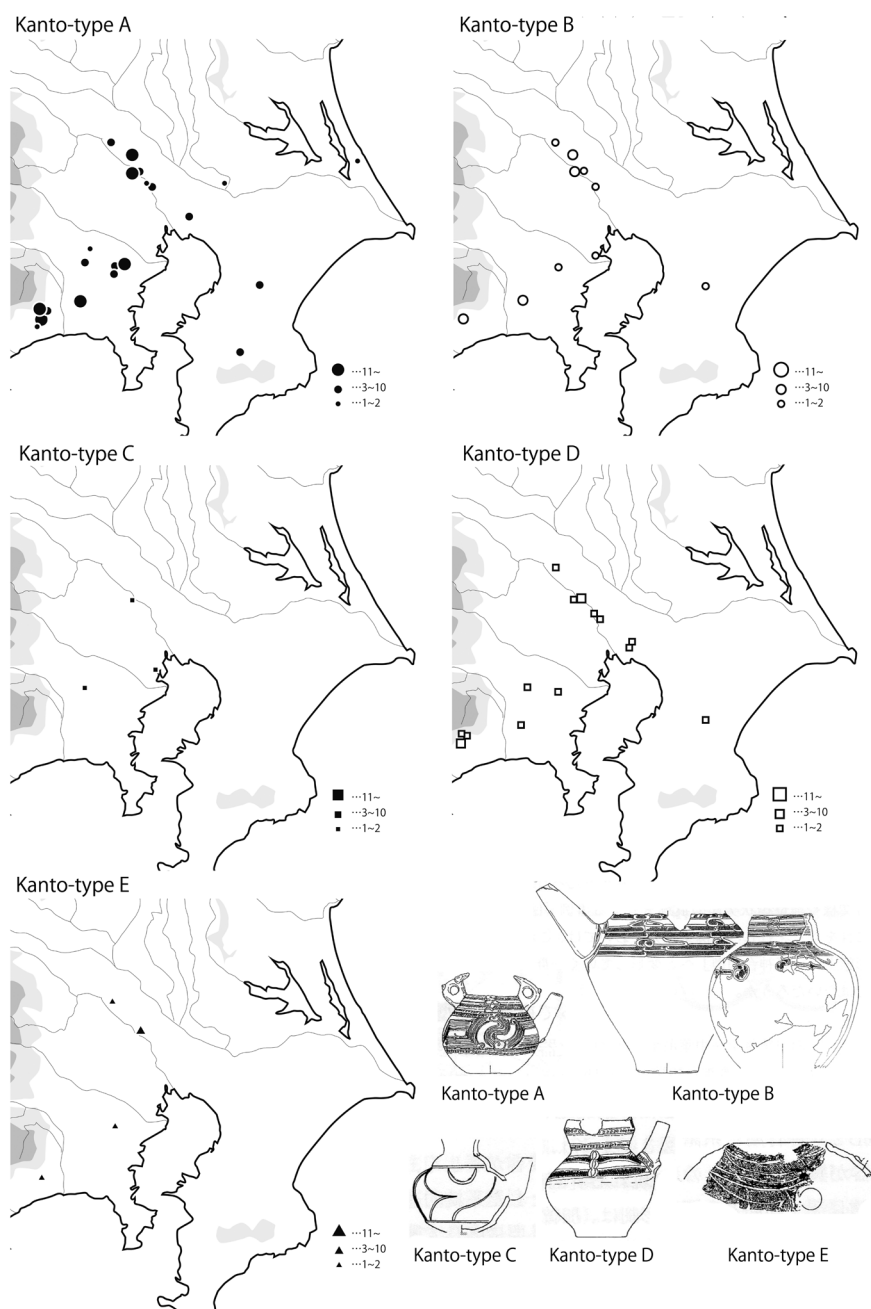 Kanto-type A
Kanto-type B
…11~
…3~10
…1~2
…11~
…3~10
…1~2
Kanto-type C
Kanto-type D
…11~
…3~10
…1~2
…11~
…3~10
…1~2
Kanto-type E
…11~
…3~10
…1~2
Kanto-type A
Kanto-type B
Kanto-type C
Kanto-type D
Kanto-type E